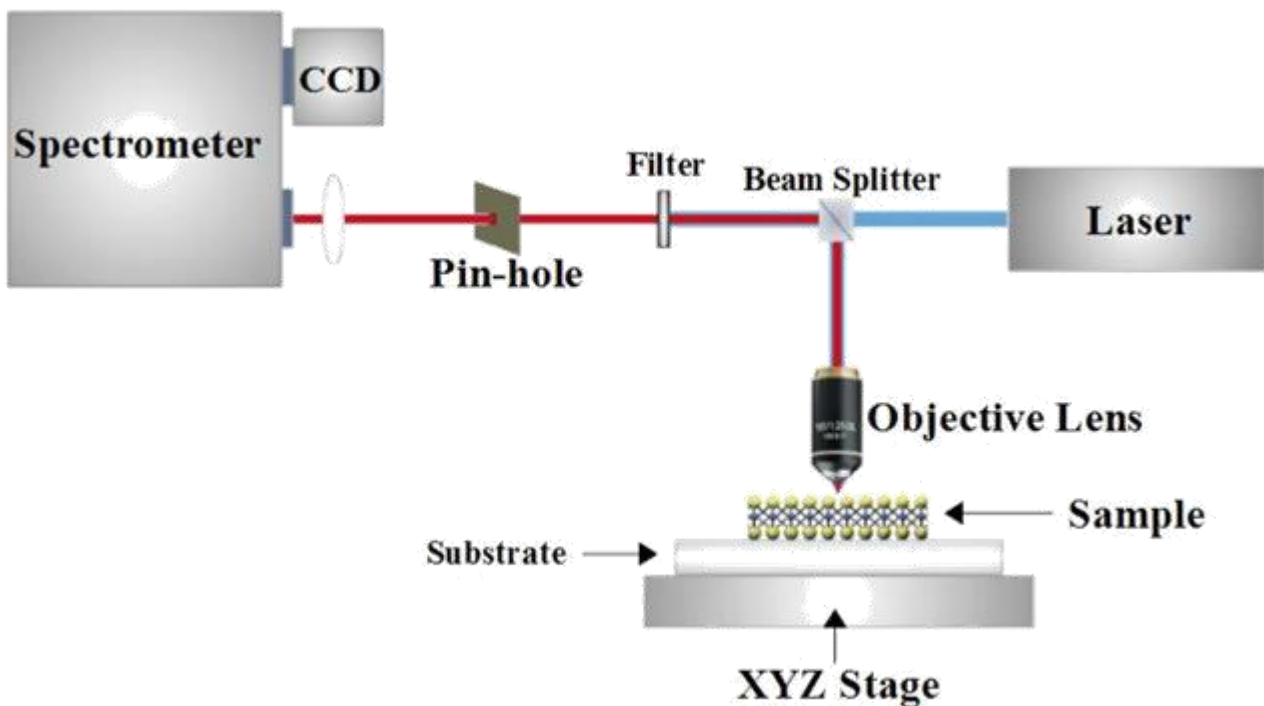 CCD
Spectrometer
Filter
Beam Splitter
Laser
Pin-hole
Objective Lens
Sample
Substrate
XYZ Stage